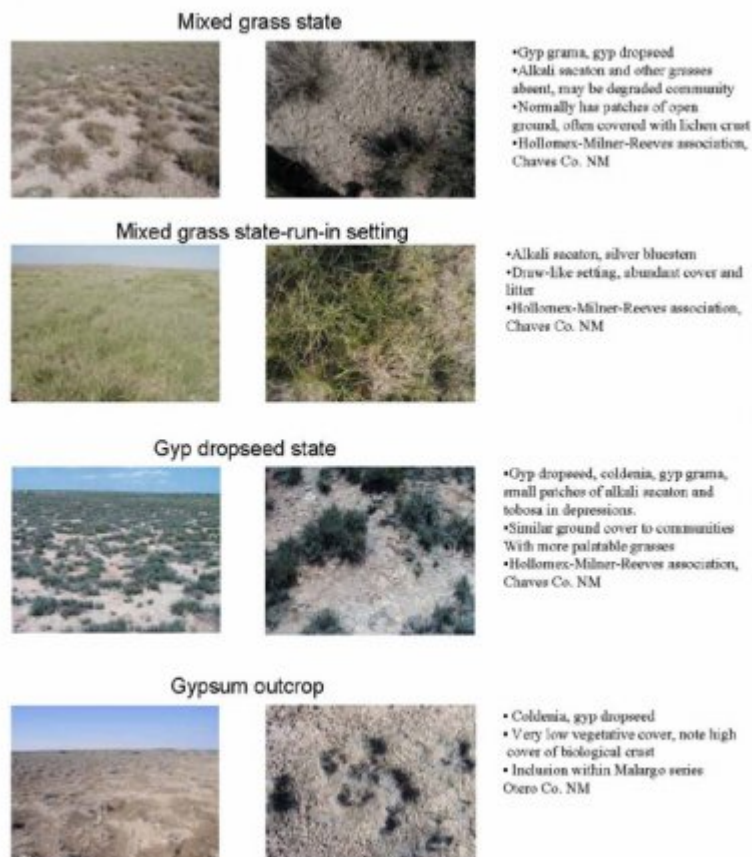 Mixed grass state
•Gyp grama, gyp dropseed
•Alkali sacaton and other grasses
absent, may be degraded community
•Normally has patches of open
ground, often covered with lichen crust
•Hollomex-Milner-Reeves association,
Chaves Co. NM
Mixed grass state-run-in setting
•Alkali sacaton, silver bluestem
•Draw-like setting, abundant cover and
litter
•Hollomex-Milner-Reeves association,
Chaves Co. NM
Gyp dropseed state
•Gyp dropseed, coldenia, gyp grama,
small patches of alkali sacaton and
tobosa in depressions.
•Similar ground cover to communities
With more palatable grasses
•Hollomex-Milner-Reeves association,
Chaves Co. NM
Gypsum outcrop
• Coldenia, gyp dropseed
• Very low vegetative cover, note high
cover of biological crust
• Inclusion within Malargo series
Otero Co. NM